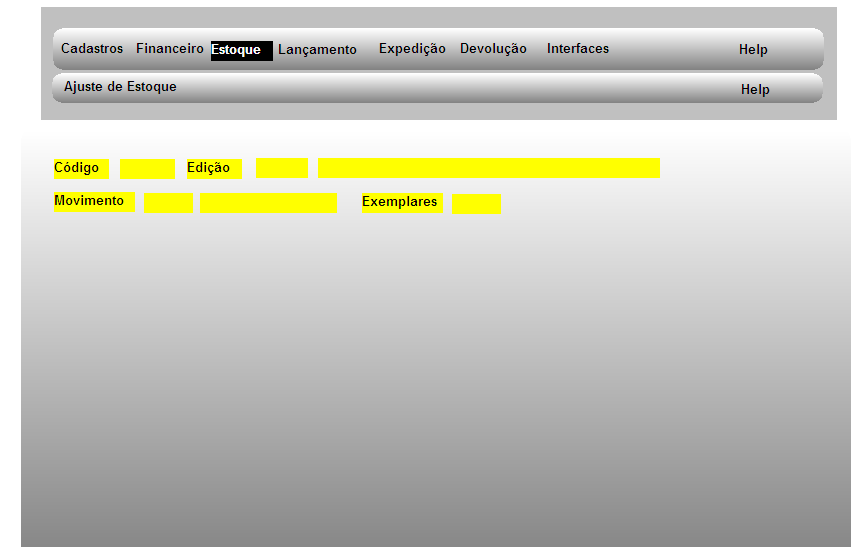 Cadastros Financeiro Estoque Lançamento Expedição Devolução Interfaces Help
Ajuste de Estoque Help
Código Edição
Movimento Exemplares